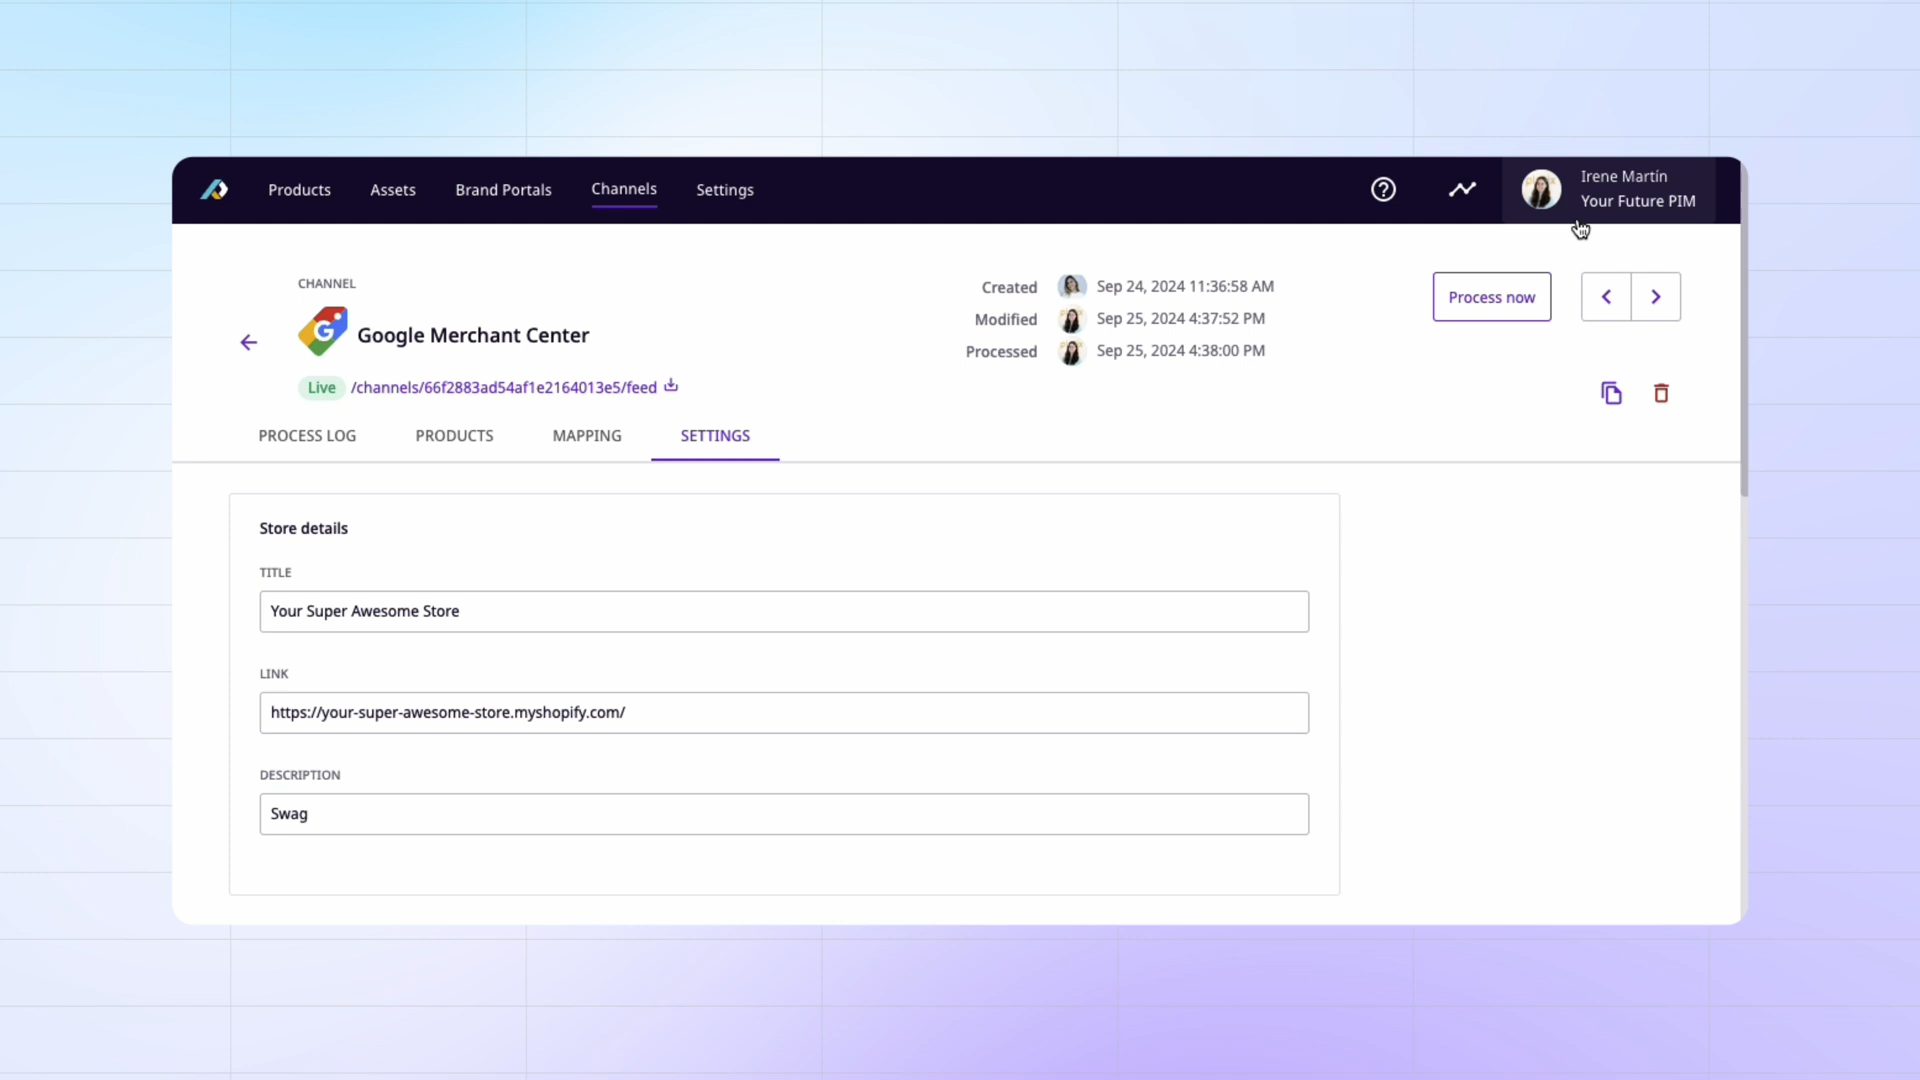 Products Assets Brand Portals Channels Settings
Irene Martín
Your Future PIM
CHANNEL
Google Merchant Center
Live /channels/66f2883ad54af1e2164013e5/feed
Created Sep 24, 2024 11:36:58 AM
Modified Sep 25, 2024 4:37:52 PM
Processed Sep 25, 2024 4:38:00 PM
Process now
PROCESS LOG PRODUCTS MAPPING SETTINGS
Store details
TITLE
Your Super Awesome Store
LINK
https://your-super-awesome-store.myshopify.com/
DESCRIPTION
Swag